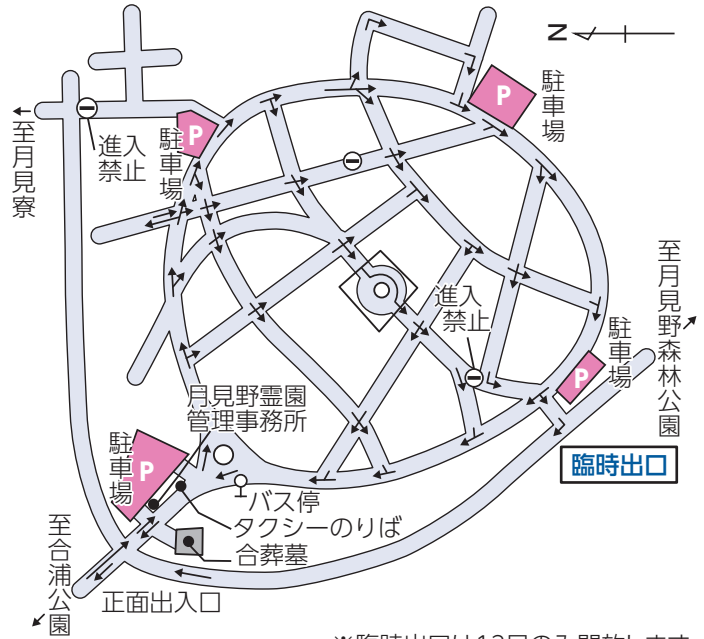 N
駐車場
P
進入
禁止
至月見寮
駐車場
P
進入
禁止
至月見野森林公園
駐車場
P
月見野霊園
管理事務所
臨時出口
駐車場
P
バス停
タクシーのりば
合葬墓
至合浦公園
正面出入口